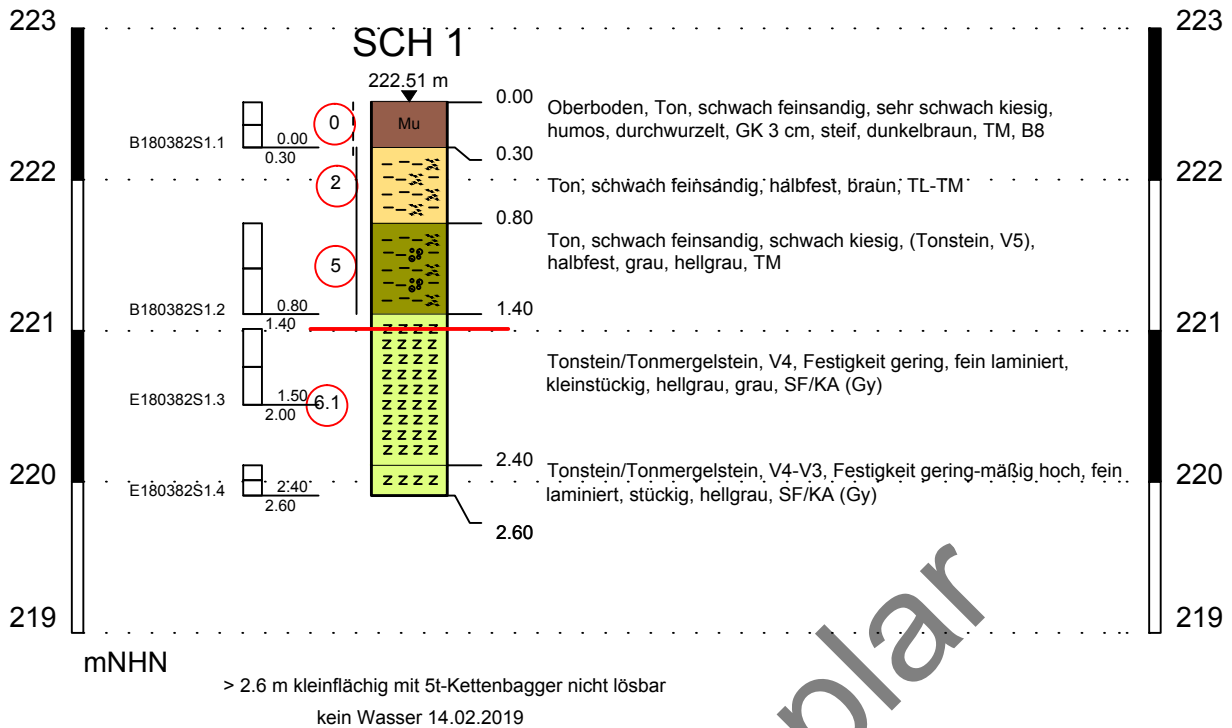 223
223
SCH 1
222.51 m
0.00
Oberboden, Ton, schwach feinsandig, sehr schwach kiesig,
humos, durchwurzelt, GK 3 cm, steif, dunkelbraun, TM, B8
0
Mu
B180382S1.1
0.00
0.30
0.30
222
222
2
Ton, schwach feinsandig, halbfest, braun, TL-TM
0.80
Ton, schwach feinsandig, schwach kiesig, (Tonstein, V5),
halbfest, grau, hellgrau, TM
5
B180382S1.2
0.80
1.40
1.40
221
221
z z z z
z z z z
z z z z
z z z z
z z z z
z z z z
z z z z
z z z z
z z z z
Tonstein/Tonmergelstein, V4, Festigkeit gering, fein laminiert,
kleinstückig, hellgrau, grau, SF/KA (Gy)
E180382S1.3
1.50
2.00
6.1
2.40
220
220
Tonstein/Tonmergelstein, V4-V3, Festigkeit gering-mäßig hoch, fein
laminiert, stückig, hellgrau, SF/KA (Gy)
E180382S1.4
2.40
2.60
z z z z
2.60
219
219
mNHN
> 2.6 m kleinflächig mit 5t-Kettenbagger nicht lösbar
kein Wasser 14.02.2019
plar